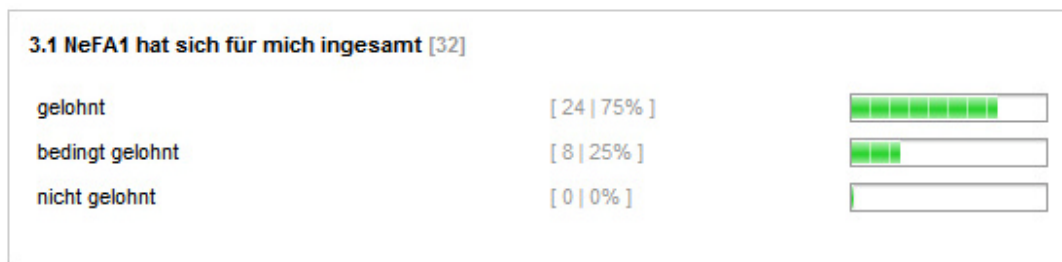 3.1 NeFA1 hat sich für mich ingesamt [32]
gelohnt [ 24 | 75% ]
bedingt gelohnt [ 8 | 25% ]
nicht gelohnt [ 0 | 0% ]